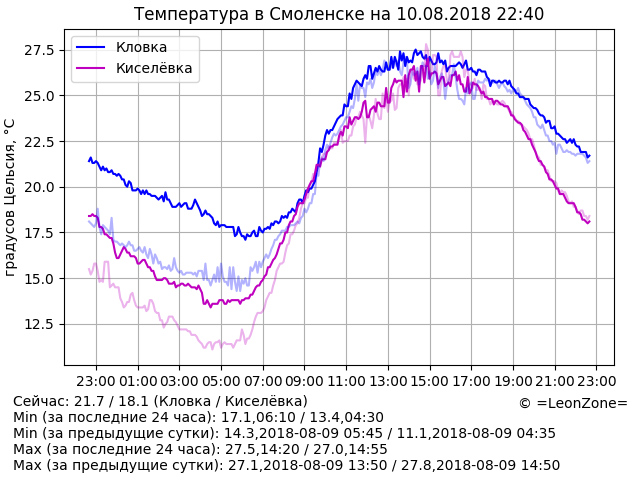 Температура в Смоленске на 10.08.2018 22:40
Кловка
Киселёвка
градусов Цельсия, °C
27.5
25.0
22.5
20.0
17.5
15.0
12.5
23:00 01:00 03:00 05:00 07:00 09:00 11:00 13:00 15:00 17:00 19:00 21:00 23:00
Сейчас: 21.7 / 18.1 (Кловка / Киселёвка)
© =LeonZone=
Min (за последние 24 часа): 17.1,06:10 / 13.4,04:30
Min (за предыдущие сутки): 14.3,2018-08-09 05:45 / 11.1,2018-08-09 04:35
Max (за последние 24 часа): 27.5,14:20 / 27.0,14:55
Max (за предыдущие сутки): 27.1,2018-08-09 13:50 / 27.8,2018-08-09 14:50